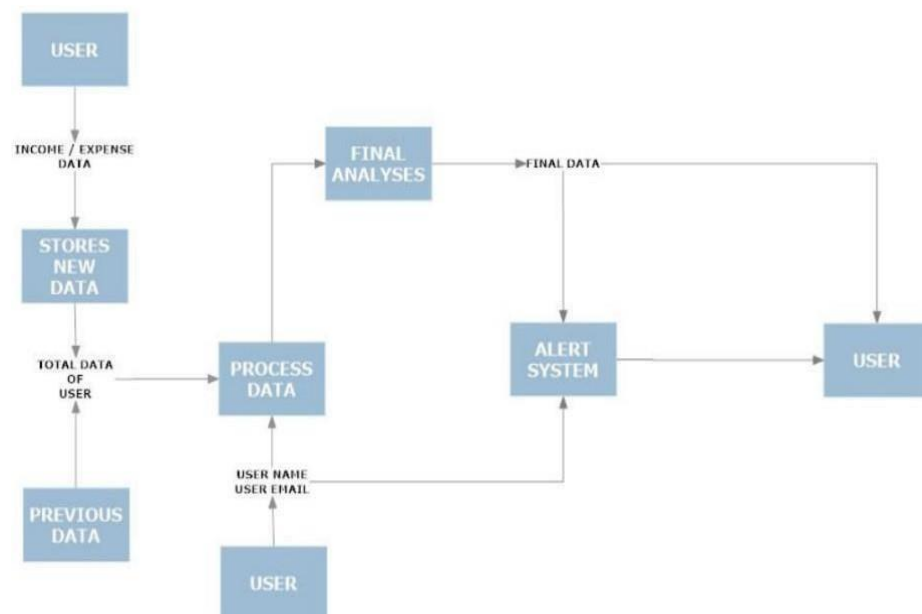 USER
INCOME / EXPENSE
DATA
STORES
NEW
DATA
TOTAL DATA
OF
USER
PREVIOUS
DATA
PROCESS
DATA
USER NAME
USER EMAIL
USER
FINAL
ANALYSES
FINAL DATA
ALERT
SYSTEM
USER